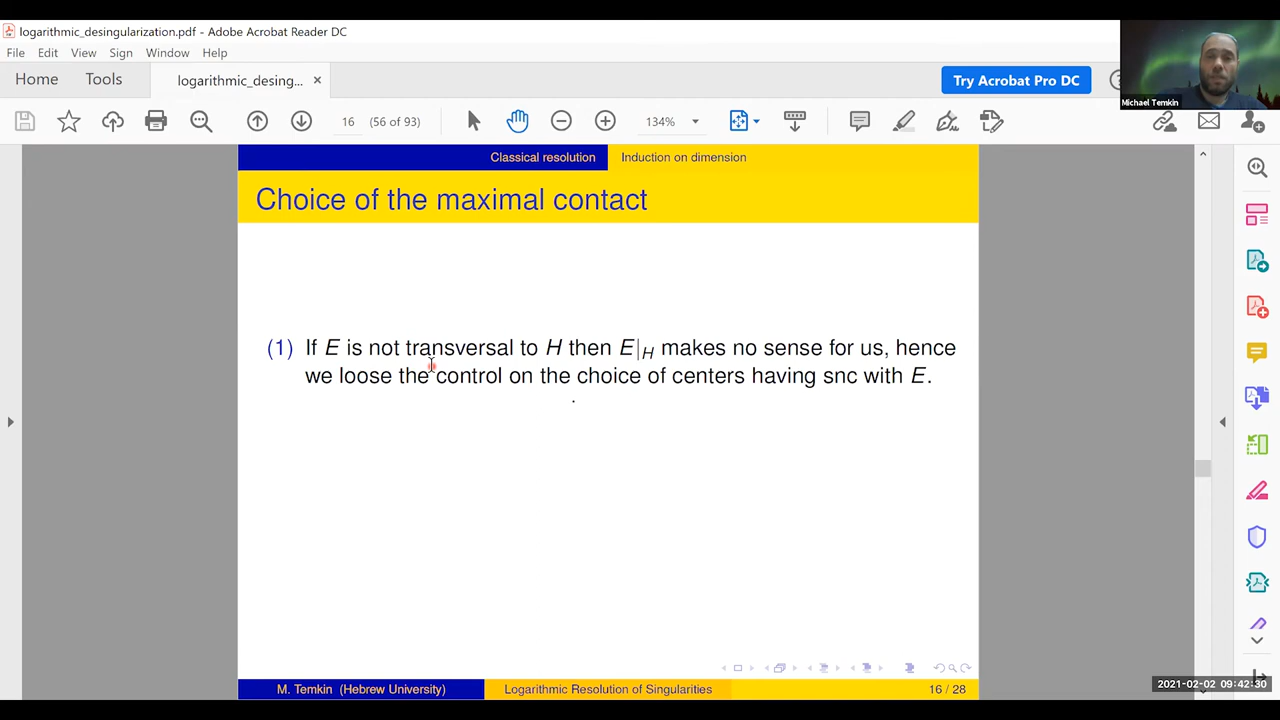 logarithmic_desingularization.pdf - Adobe Acrobat Reader DC
File Edit View Sign Window Help
Home Tools logarithmic_desing... × Try Acrobat Pro DC
Michael Temkin
16 (56 of 93) 134%
Classical resolution Induction on dimension
Choice of the maximal contact
(1) If E is not transversal to H then E|H makes no sense for us, hence
we loose the control on the choice of centers having snc with E.
M. Temkin (Hebrew University) Logarithmic Resolution of Singularities 16 / 28
2021-02-02 09:42:30